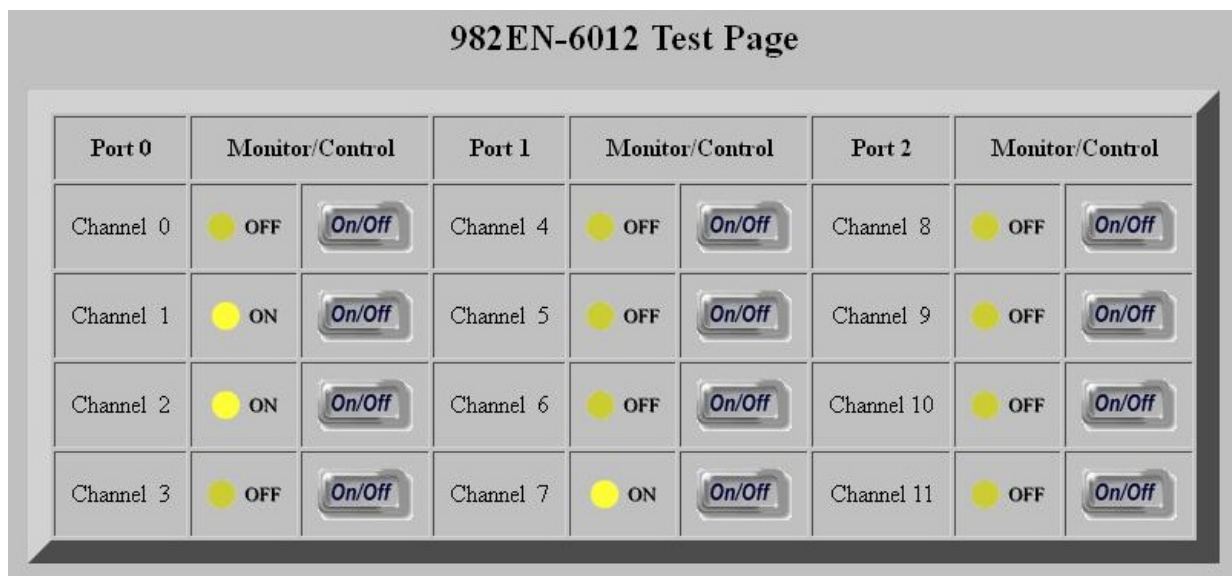 982EN-6012 Test Page
Port 0 Monitor/Control Port 1 Monitor/Control Port 2 Monitor/Control
Channel 0 OFF On/Off Channel 4 OFF On/Off Channel 8 OFF On/Off
Channel 1 ON On/Off Channel 5 OFF On/Off Channel 9 OFF On/Off
Channel 2 ON On/Off Channel 6 OFF On/Off Channel 10 OFF On/Off
Channel 3 OFF On/Off Channel 7 ON On/Off Channel 11 OFF On/Off